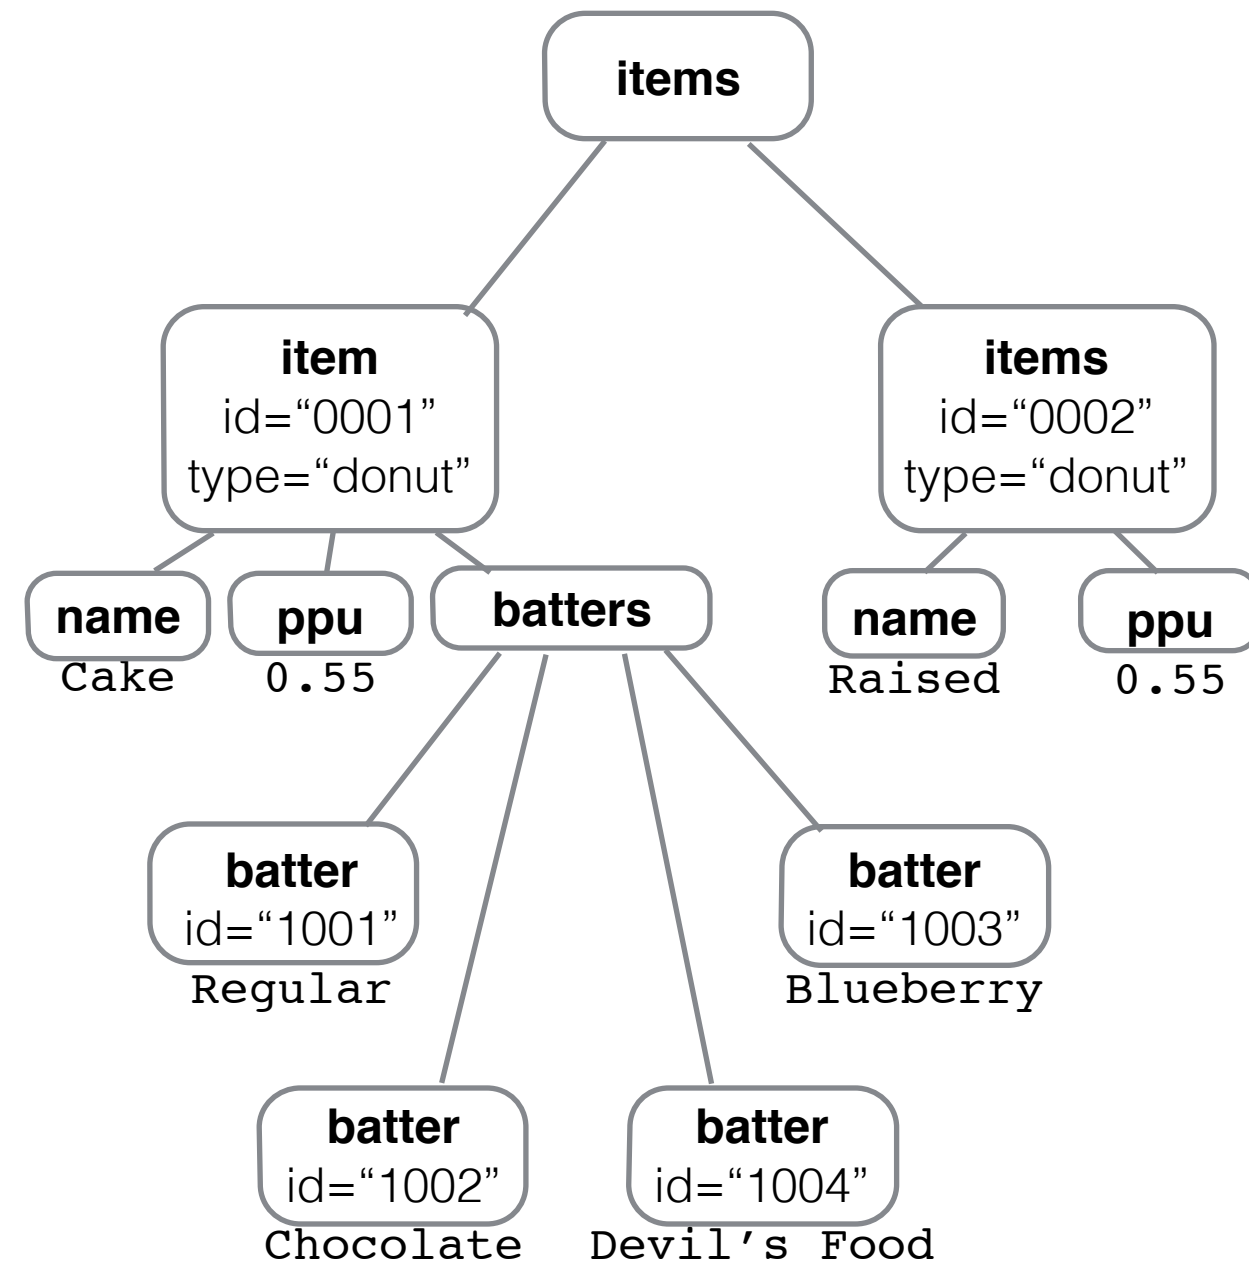 items
item
id=“0001”
type=“donut”
items
id=“0002”
type=“donut”
name
Cake
ppu
0.55
batters
name
Raised
ppu
0.55
batter
id=“1001”
Regular
batter
id=“1003”
Blueberry
batter
id=“1002”
Chocolate
batter
id=“1004”
Devil’s Food